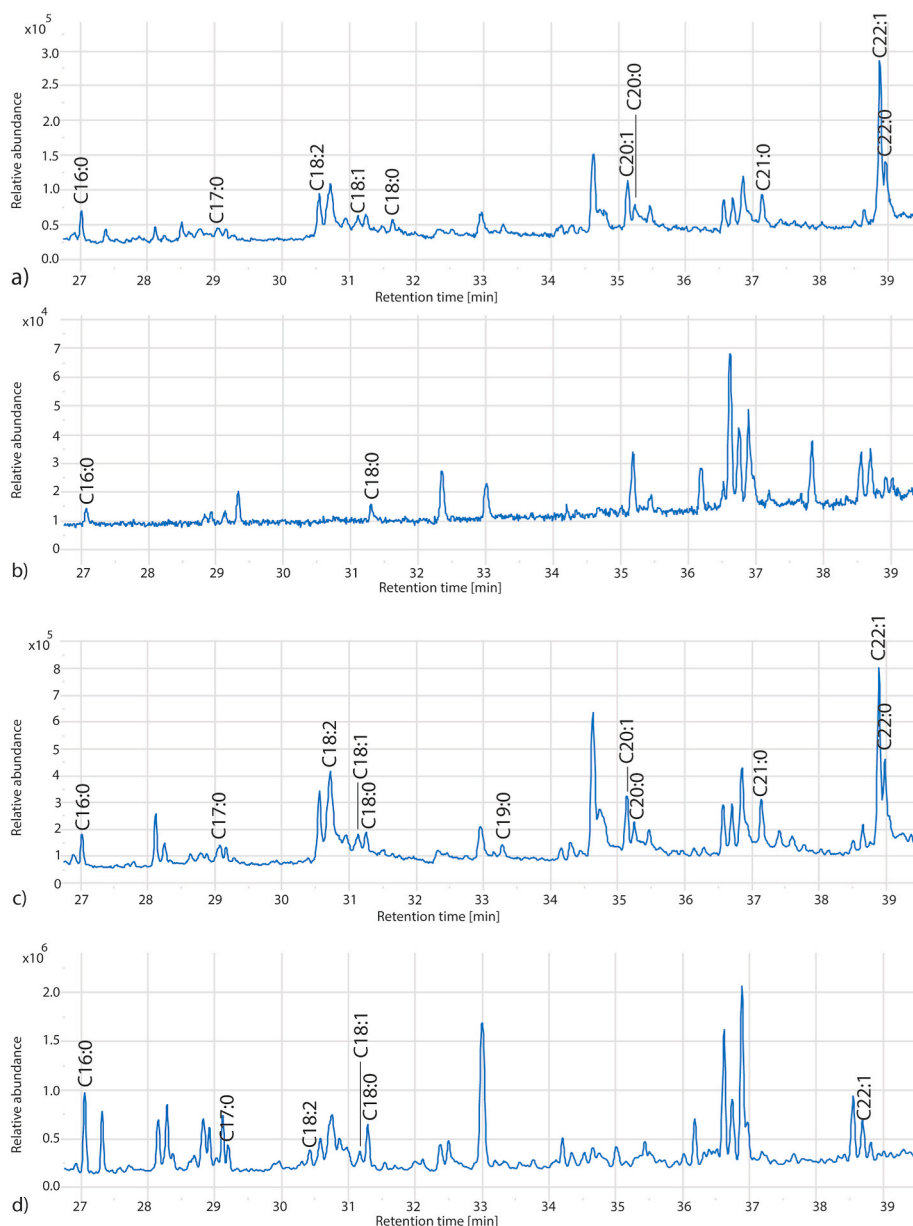 x10⁵
3.0
2.5
2.0
1.5
1.0
0.5
0.0
Relative abundance
C16:0
C17:0
C18:2
C18:1
C18:0
C20:1
C20:0
C21:0
C22:1
C22:0
27 28 29 30 31 32 33 34 35 36 37 38 39
Retention time [min]
a)
x10⁴
7
6
5
4
3
2
1
0
Relative abundance
C16:0
C18:0
27 28 29 30 31 32 33 34 35 36 37 38 39
Retention time [min]
b)
x10⁵
8
7
6
5
4
3
2
1
0
Relative abundance
C16:0
C17:0
C18:2
C18:1
C18:0
C19:0
C20:1
C20:0
C21:0
C22:1
C22:0
27 28 29 30 31 32 33 34 35 36 37 38 39
Retention time [min]
c)
x10⁶
2.0
1.5
1.0
0.5
0.0
Relative abundance
C16:0
C17:0
C18:2
C18:1
C18:0
C22:1
27 28 29 30 31 32 33 34 35 36 37 38 39
Retention time [min]
d)